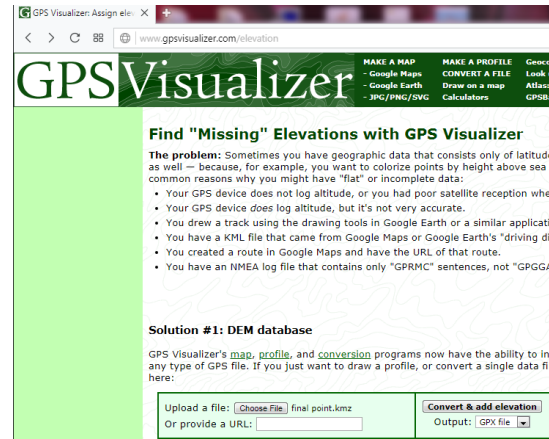 GPS Visualizer: Assign
www.gpsvisualizer.com/elevation
GPSVisualizer
MAKE A MAP
- Google Maps
- Google Earth
- JPG/PNG/SVG
MAKE A PROFILE
CONVERT A FILE
Draw on a map
Calculators
Look
Find "Missing" Elevations with GPS Visualizer
The problem: Sometimes you have geographic data that consists only of latitude
as well — because, for example, you want to colorize points by height above sea
common reasons why you might have "flat" or incomplete data:
• Your GPS device does not log altitude, or you had poor satellite reception
• Your GPS device does log altitude, but it's not very accurate.
• You drew a track using the drawing tools in Google Earth or a similar
• You have a KML file that came from Google Maps or Google Earth's "driving
• You created a route in Google Maps and have the URL of that route.
• You have an NMEA log file that contains only "GPRMC" sentences, not "GPGGA
Solution #1: DEM database
GPS Visualizer's map, profile, and conversion programs now have the ability to
any type of GPS file. If you just want to draw a profile, or convert a single data
here:
Upload a file: Choose File final point.kmz
Or provide a URL:
Convert & add elevation
Output: GPX file